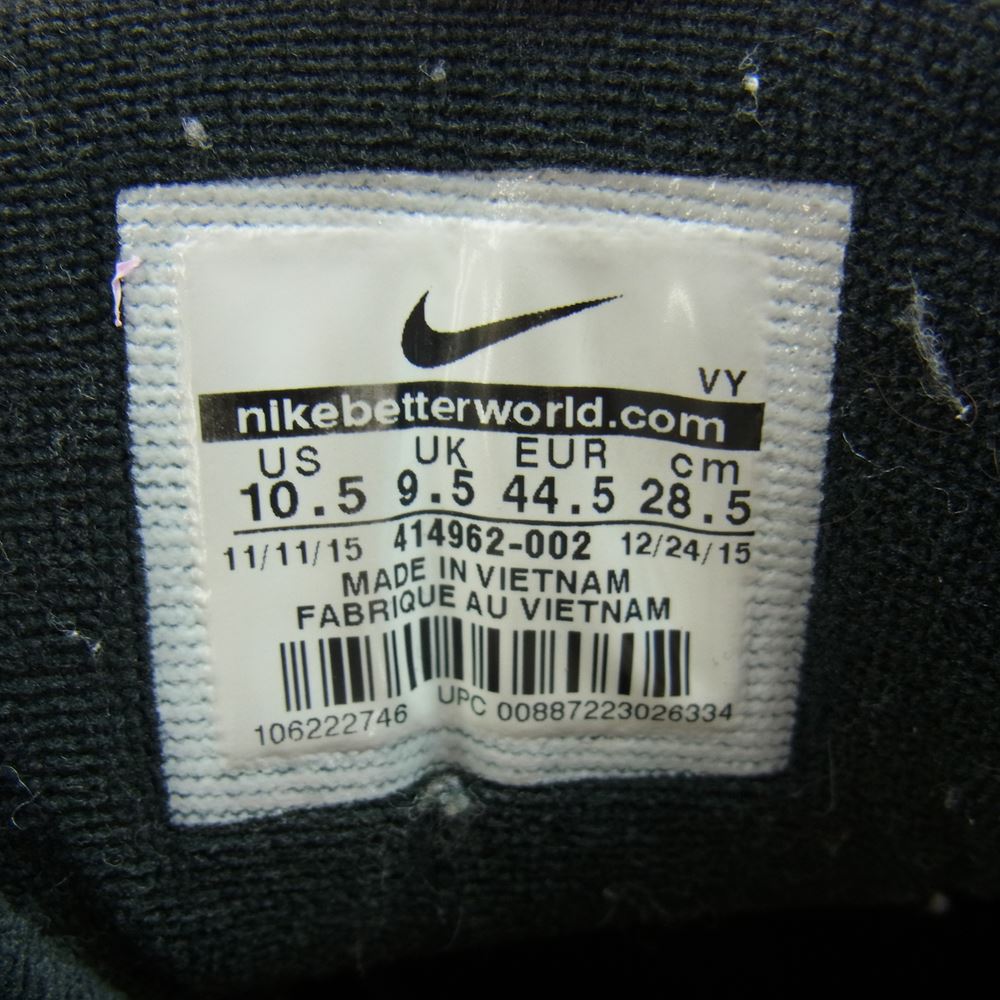 VY
nikebetterworld.com
US UK EUR cm
10.5 9.5 44.5 28.5
11/11/15 414962-002 12/24/15
MADE IN VIETNAM
FABRIQUE AU VIETNAM
106222746 UPC 00887223026334